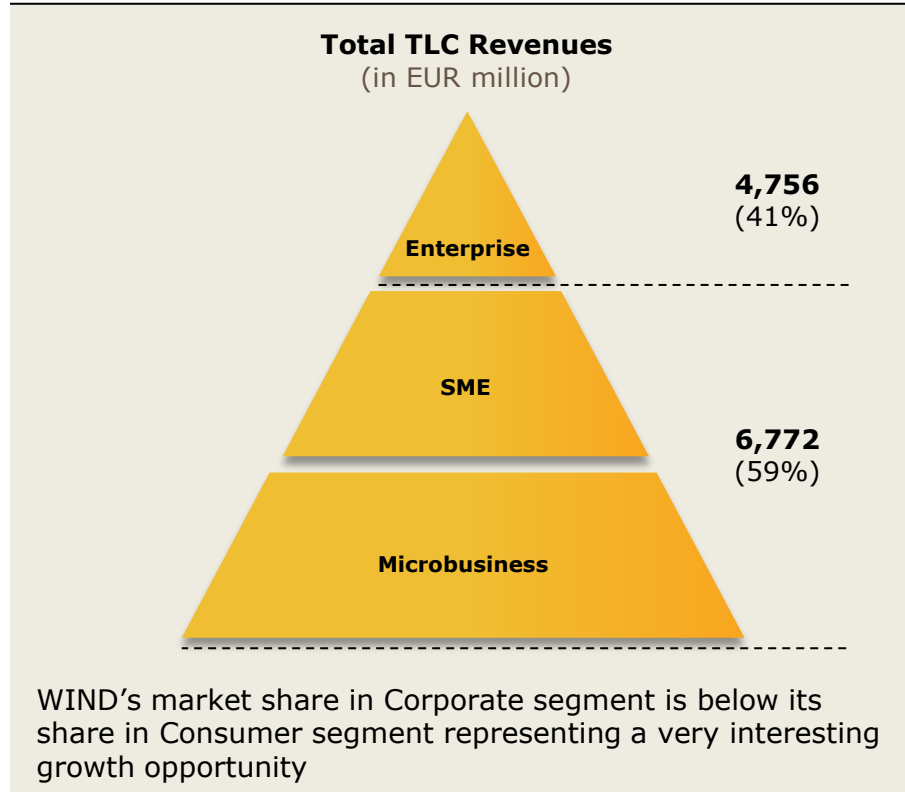 Total TLC Revenues
(in EUR million)
4,756
(41%)
Enterprise
SME
6,772
(59%)
Microbusiness
WIND’s market share in Corporate segment is below its
share in Consumer segment representing a very interesting
growth opportunity